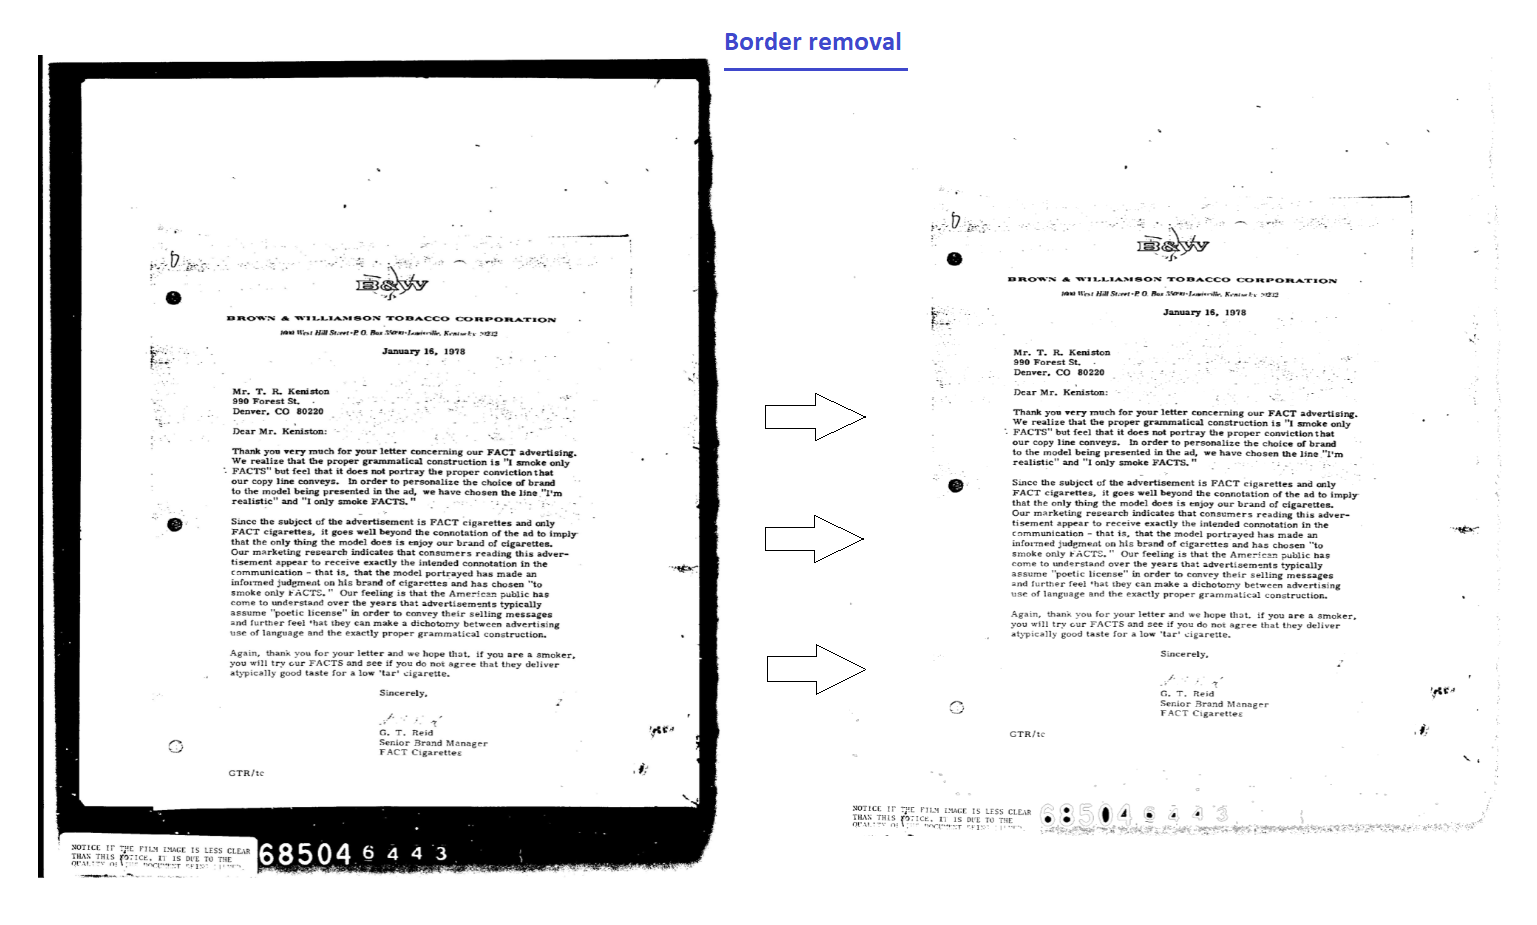 Border removal
B&W
BROWN & WILLIAMSON TOBACCO CORPORATION
1600 West Hill Street • P. O. Box Louisville, Kentucky
January 16, 1978
Mr. T. R. Keniston
990 Forest St.
Denver, CO 80220
Dear Mr. Keniston:
Thank you very much for your letter concerning our FACT advertising.
We realize that the proper grammatical construction is "I smoke only
FACTS" but feel that it does not portray the proper conviction that
our copy line conveys. In order to personalize the choice of brand
to the model being presented in the ad, we have chosen the line "I'm
realistic" and "I only smoke FACTS."
Since the subject of the advertisement is FACT cigarettes and only
FACT cigarettes, it goes well beyond the connotation of the ad to imply
that the only thing the model does is enjoy our brand of cigarettes.
Our marketing research indicates that consumers reading this adver-
tisement appear to receive exactly the intended connotation in the
communication - that is, that the model portrayed has made an
informed judgment on his brand of cigarettes and has chosen "to
smoke only FACTS." Our feeling is that the American public has
come to understand over the years that advertisements typically
assume "poetic license" in order to convey their selling messages
and further feel that they can make a dichotomy between advertising
use of language and the exactly proper grammatical construction.
Again, thank you for your letter and we hope that, if you are a smoker,
you will try our FACTS and see if you do not agree that they deliver
atypically good taste for a low 'tar' cigarette.
Sincerely,
G. T. Reid
Senior Brand Manager
FACT Cigarettes
GTR/tc
NOTICE IF THE FILM IMAGE IS LESS CLEAR
THAN THIS NOTICE, IT IS DUE TO THE
QUALITY OF THE DOCUMENT BEING FILMED.
68504 6443
B&W
BROWN & WILLIAMSON TOBACCO CORPORATION
1600 West Hill Street • P. O. Box Louisville, Kentucky
January 16, 1978
Mr. T. R. Keniston
990 Forest St.
Denver, CO 80220
Dear Mr. Keniston:
Thank you very much for your letter concerning our FACT advertising.
We realize that the proper grammatical construction is "I smoke only
FACTS" but feel that it does not portray the proper conviction that
our copy line conveys. In order to personalize the choice of brand
to the model being presented in the ad, we have chosen the line "I'm
realistic" and "I only smoke FACTS."
Since the subject of the advertisement is FACT cigarettes and only
FACT cigarettes, it goes well beyond the connotation of the ad to imply
that the only thing the model does is enjoy our brand of cigarettes.
Our marketing research indicates that consumers reading this adver-
tisement appear to receive exactly the intended connotation in the
communication - that is, that the model portrayed has made an
informed judgment on his brand of cigarettes and has chosen "to
smoke only FACTS." Our feeling is that the American public has
come to understand over the years that advertisements typically
assume "poetic license" in order to convey their selling messages
and further feel that they can make a dichotomy between advertising
use of language and the exactly proper grammatical construction.
Again, thank you for your letter and we hope that, if you are a smoker,
you will try our FACTS and see if you do not agree that they deliver
atypically good taste for a low 'tar' cigarette.
Sincerely,
G. T. Reid
Senior Brand Manager
FACT Cigarettes
GTR/tc
NOTICE IF THE FILM IMAGE IS LESS CLEAR
THAN THIS NOTICE, IT IS DUE TO THE
QUALITY OF THE DOCUMENT BEING FILMED.
68504 6443